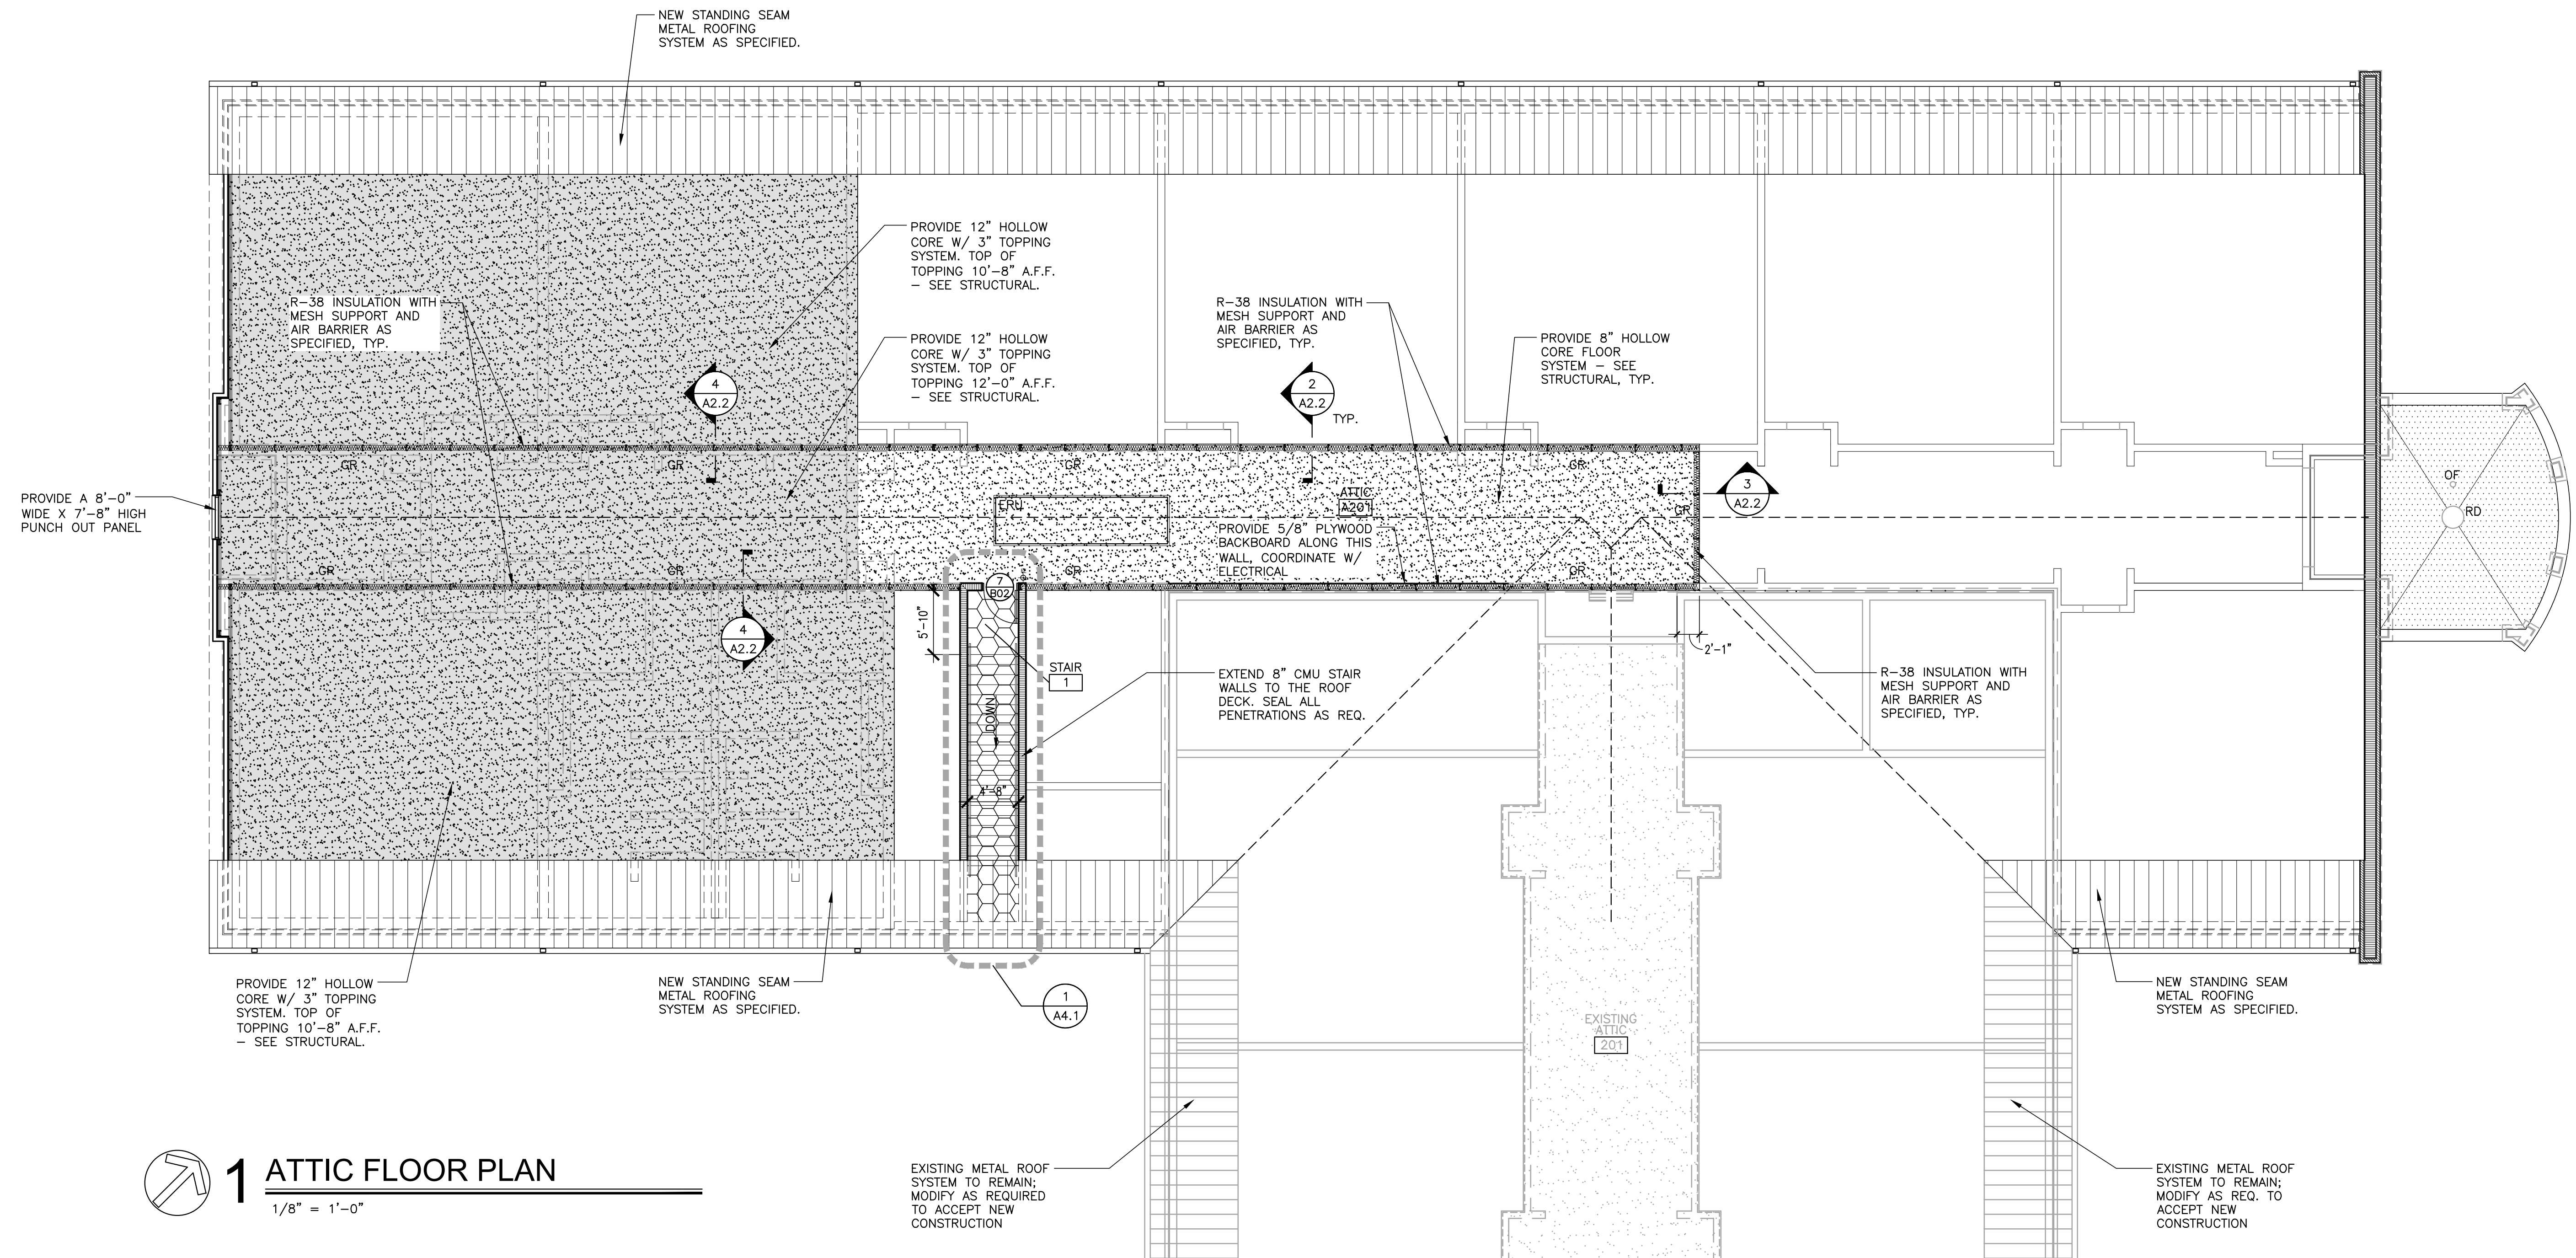 NEW STANDING SEAM
METAL ROOFING
SYSTEM AS SPECIFIED.
PROVIDE 12" HOLLOW
CORE W/ 3" TOPPING
SYSTEM. TOP OF
TOPPING 10'-8" A.F.F.
- SEE STRUCTURAL.
R-38 INSULATION WITH
MESH SUPPORT AND
AIR BARRIER AS
SPECIFIED, TYP.
PROVIDE 12" HOLLOW
CORE W/ 3" TOPPING
SYSTEM. TOP OF
TOPPING 12'-0" A.F.F.
- SEE STRUCTURAL.
R-38 INSULATION WITH
MESH SUPPORT AND
AIR BARRIER AS
SPECIFIED, TYP.
PROVIDE 8" HOLLOW
CORE FLOOR
SYSTEM - SEE
STRUCTURAL, TYP.
4
A2.2
2
A2.2
TYP.
GR
GR
GR
GR
3
A2.2
OF
RD
PROVIDE A 8'-0"
WIDE X 7'-8" HIGH
PUNCH OUT PANEL
ERU
ATTIC
A201
GR
PROVIDE 5/8" PLYWOOD
BACKBOARD ALONG THIS
WALL, COORDINATE W/
ELECTRICAL
GR
GR
GR
GR
7
B02
5'-10"
4
A2.2
2'-1"
STAIR
1
EXTEND 8" CMU STAIR
WALLS TO THE ROOF
DECK. SEAL ALL
PENETRATIONS AS REQ.
R-38 INSULATION WITH
MESH SUPPORT AND
AIR BARRIER AS
SPECIFIED, TYP.
DOWN
4'-8"
PROVIDE 12" HOLLOW
CORE W/ 3" TOPPING
SYSTEM. TOP OF
TOPPING 10'-8" A.F.F.
- SEE STRUCTURAL.
NEW STANDING SEAM
METAL ROOFING
SYSTEM AS SPECIFIED.
1
A4.1
NEW STANDING SEAM
METAL ROOFING
SYSTEM AS SPECIFIED.
EXISTING
ATTIC
201
1 ATTIC FLOOR PLAN
1/8" = 1'-0"
EXISTING METAL ROOF
SYSTEM TO REMAIN;
MODIFY AS REQUIRED
TO ACCEPT NEW
CONSTRUCTION
EXISTING METAL ROOF
SYSTEM TO REMAIN;
MODIFY AS REQ. TO
ACCEPT NEW
CONSTRUCTION